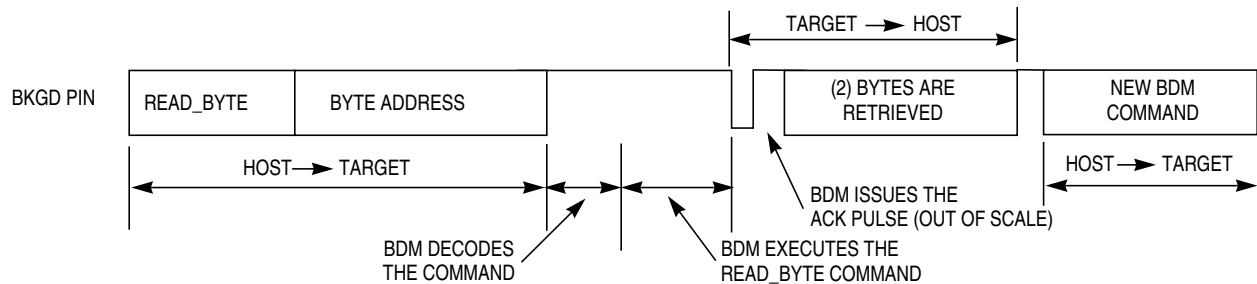 TARGET → HOST
BKGD PIN
READ_BYTE
BYTE ADDRESS
(2) BYTES ARE
RETRIEVED
NEW BDM
COMMAND
HOST → TARGET
HOST → TARGET
BDM ISSUES THE
ACK PULSE (OUT OF SCALE)
BDM DECODES
THE COMMAND
BDM EXECUTES THE
READ_BYTE COMMAND